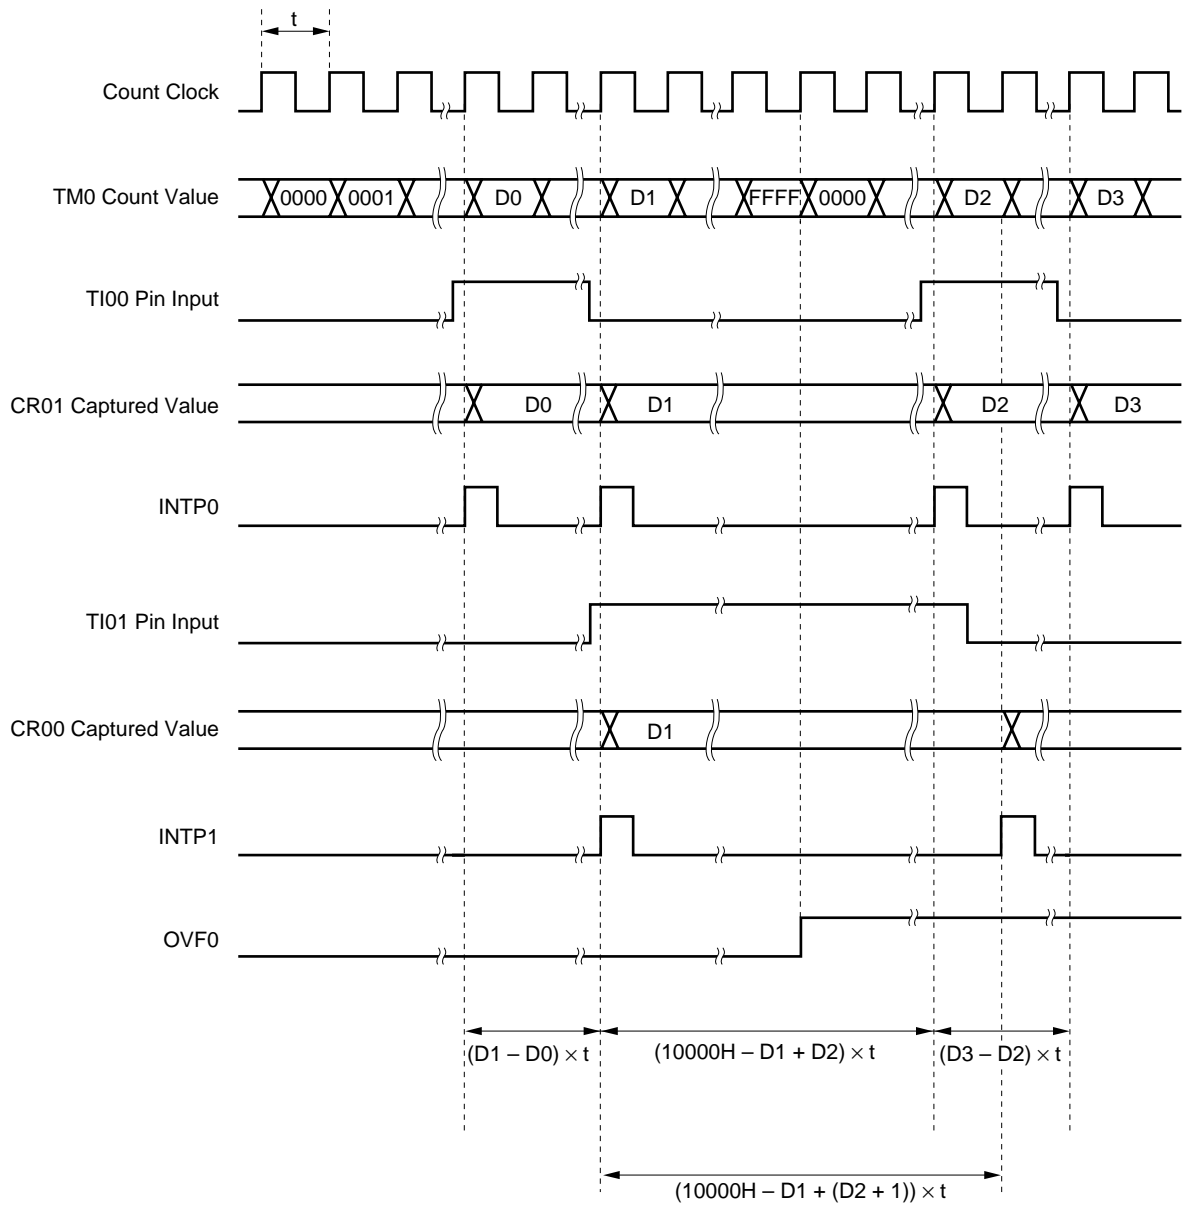 t
Count Clock
TM0 Count Value
0000
0001
D0
D1
FFFF
0000
D2
D3
TI00 Pin Input
CR01 Captured Value
D0
D1
D2
D3
INTP0
TI01 Pin Input
CR00 Captured Value
D1
INTP1
OVF0
(D1 – D0) × t
(10000H – D1 + D2) × t
(D3 – D2) × t
(10000H – D1 + (D2 + 1)) × t